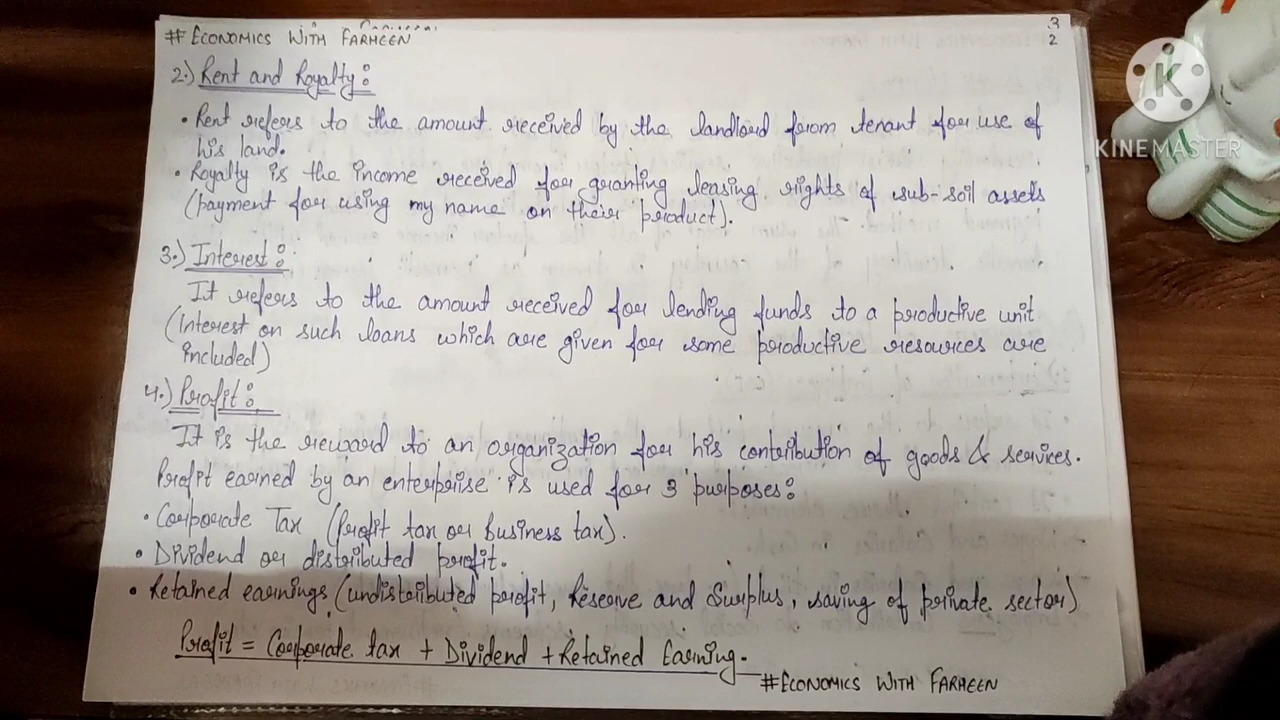 3
2
# ECONOMICS WITH FARHEEN
2.) Rent and Royalty:
• Rent refers to the amount received by the landlord from tenant for use of
his land.
• Royalty is the income received for granting leasing rights of sub-soil assets
(payment for using my name on their product).
3.) Interest:
It refers to the amount received for lending funds to a productive unit
(Interest on such loans which are given for some productive resources are
included)
4.) Profit:
It is the reward to an organization for his contribution of goods & services.
Profit earned by an enterprise is used for 3 purposes:
• Corporate Tax (Profit tax or business tax).
• Dividend or distributed profit.
• Retained earnings (undistributed profit, Reserve and Surplus, saving of private sector)
Profit = Corporate tax + Dividend + Retained Earning.
# ECONOMICS WITH FARHEEN
K
KINEMASTER